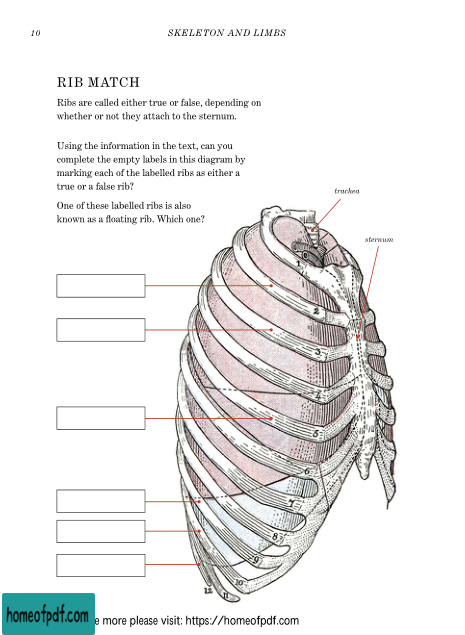 10
SKELETON AND LIMBS
RIB MATCH
Ribs are called either true or false, depending on
whether or not they attach to the sternum.
Using the information in the text, can you
complete the empty labels in this diagram by
marking each of the labelled ribs as either a
true or a false rib?
One of these labelled ribs is also
known as a floating rib. Which one?
trachea
sternum
1
2
3
4
5
6
7
8
9
10
11
12
homeofpdf.com
e more please visit: https://homeofpdf.com